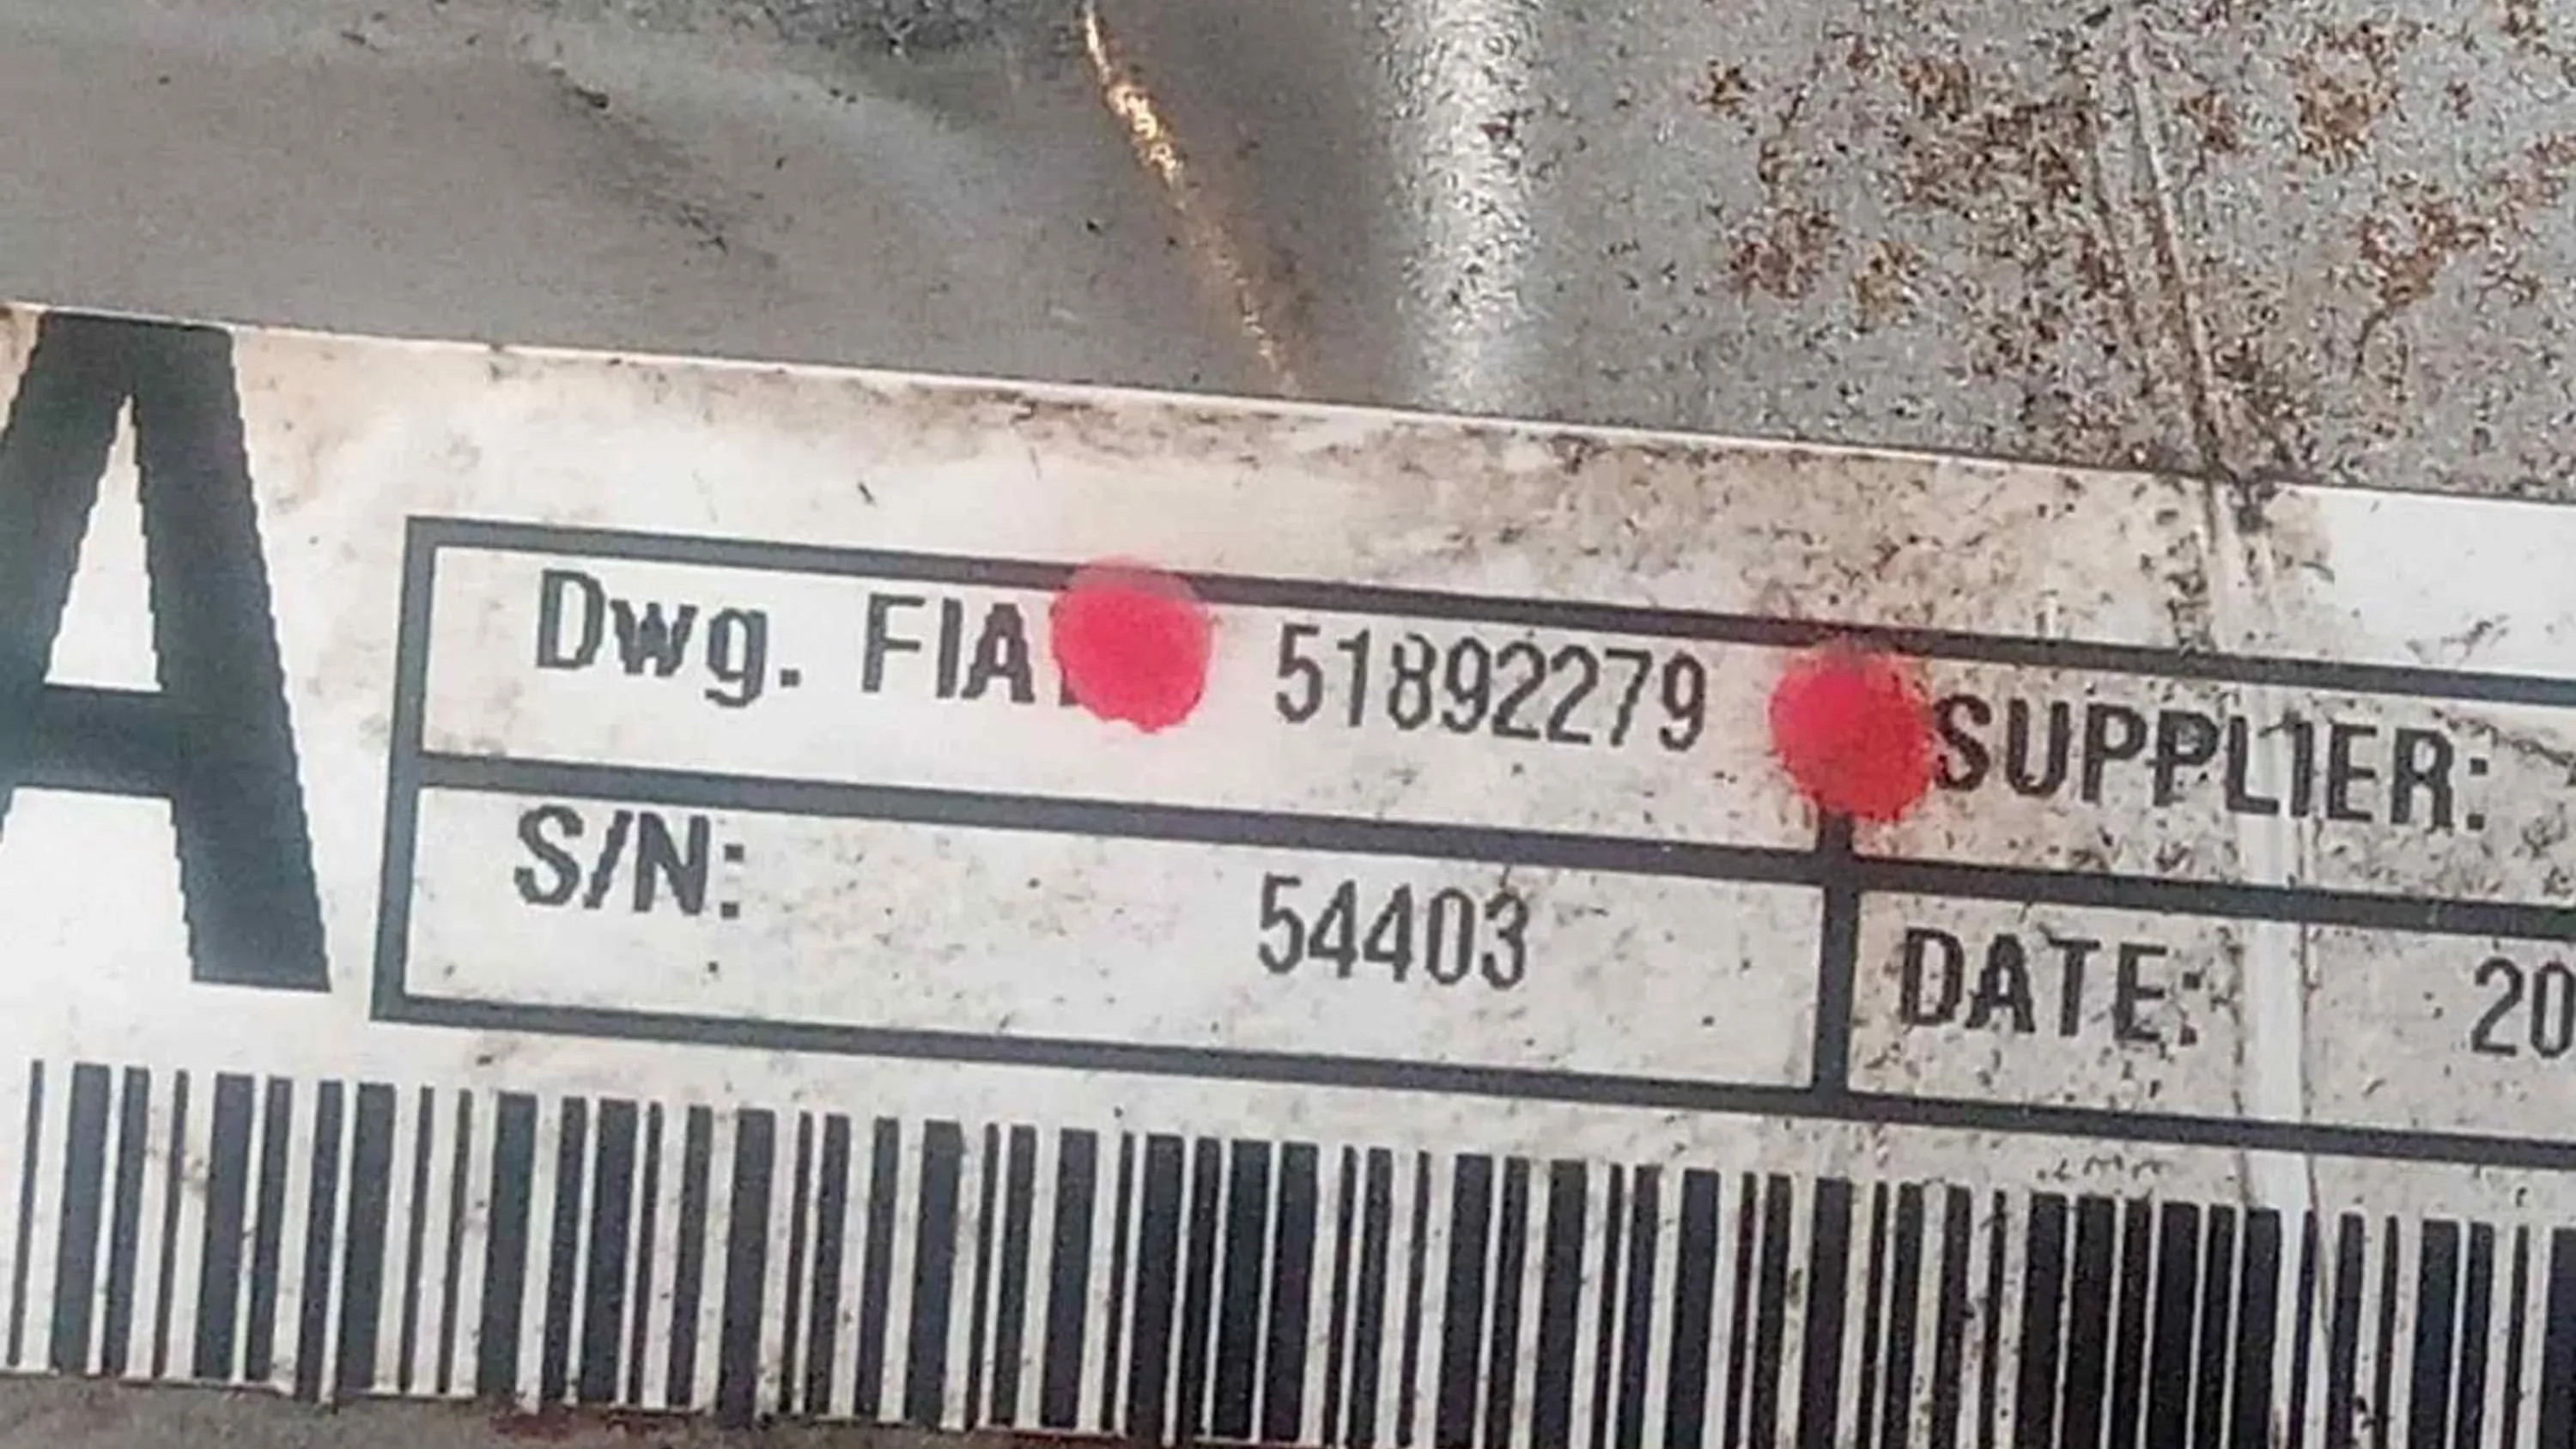 A
Dwg. FIA 51892279 SUPPLIER:
S/N: 54403 DATE: 20